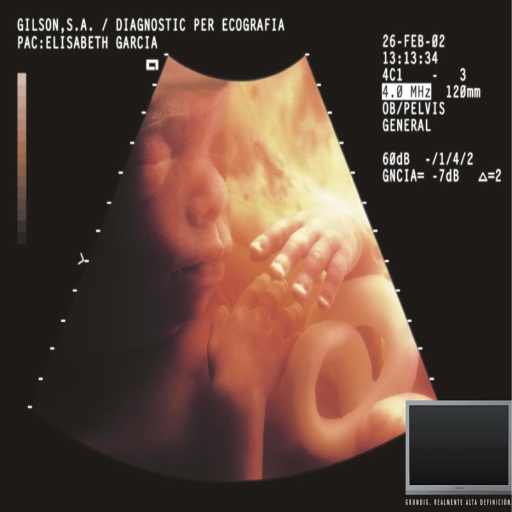 GILSON,S.A. / DIAGNOSTIC PER ECOGRAFIA
PAC:ELISABETH GARCIA
26-FEB-02
13:13:34
4C1 - 3
4.0 MHz 120mm
OB/PELVIS
GENERAL
60dB -/1/4/2
GNCIA= -7dB △=2
GRUNDIG. REALMENTE ALTA DEFINICIÓN.